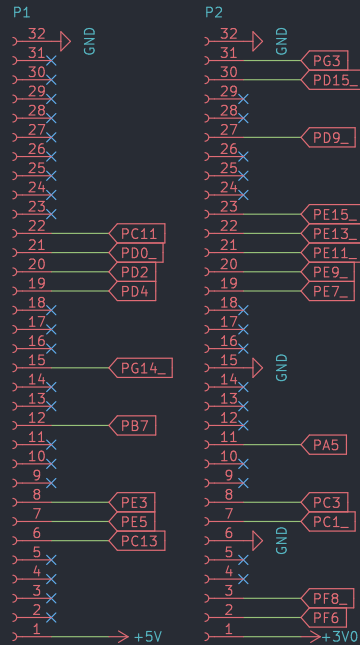 P1 P2
32 GND 32 GND
31 31 PG3
30 30 PD15_
29 29
28 28
27 27 PD9_
26 26
25 25
24 24
23 23 PE15_
22 PC11 22 PE13_
21 PD0_ 21 PE11_
20 PD2 20 PE9_
19 PD4 19 PE7_
18 18
17 17
16 16
15 PG14_ 15 GND
14 14
13 13
12 PB7 12
11 11 PA5
10 10
9 9
8 PE3 8 PC3
7 PE5 7 PC1_
6 PC13 6 GND
5 5
4 4
3 3 PF8_
2 2 PF6
1 +5V 1 +3V0